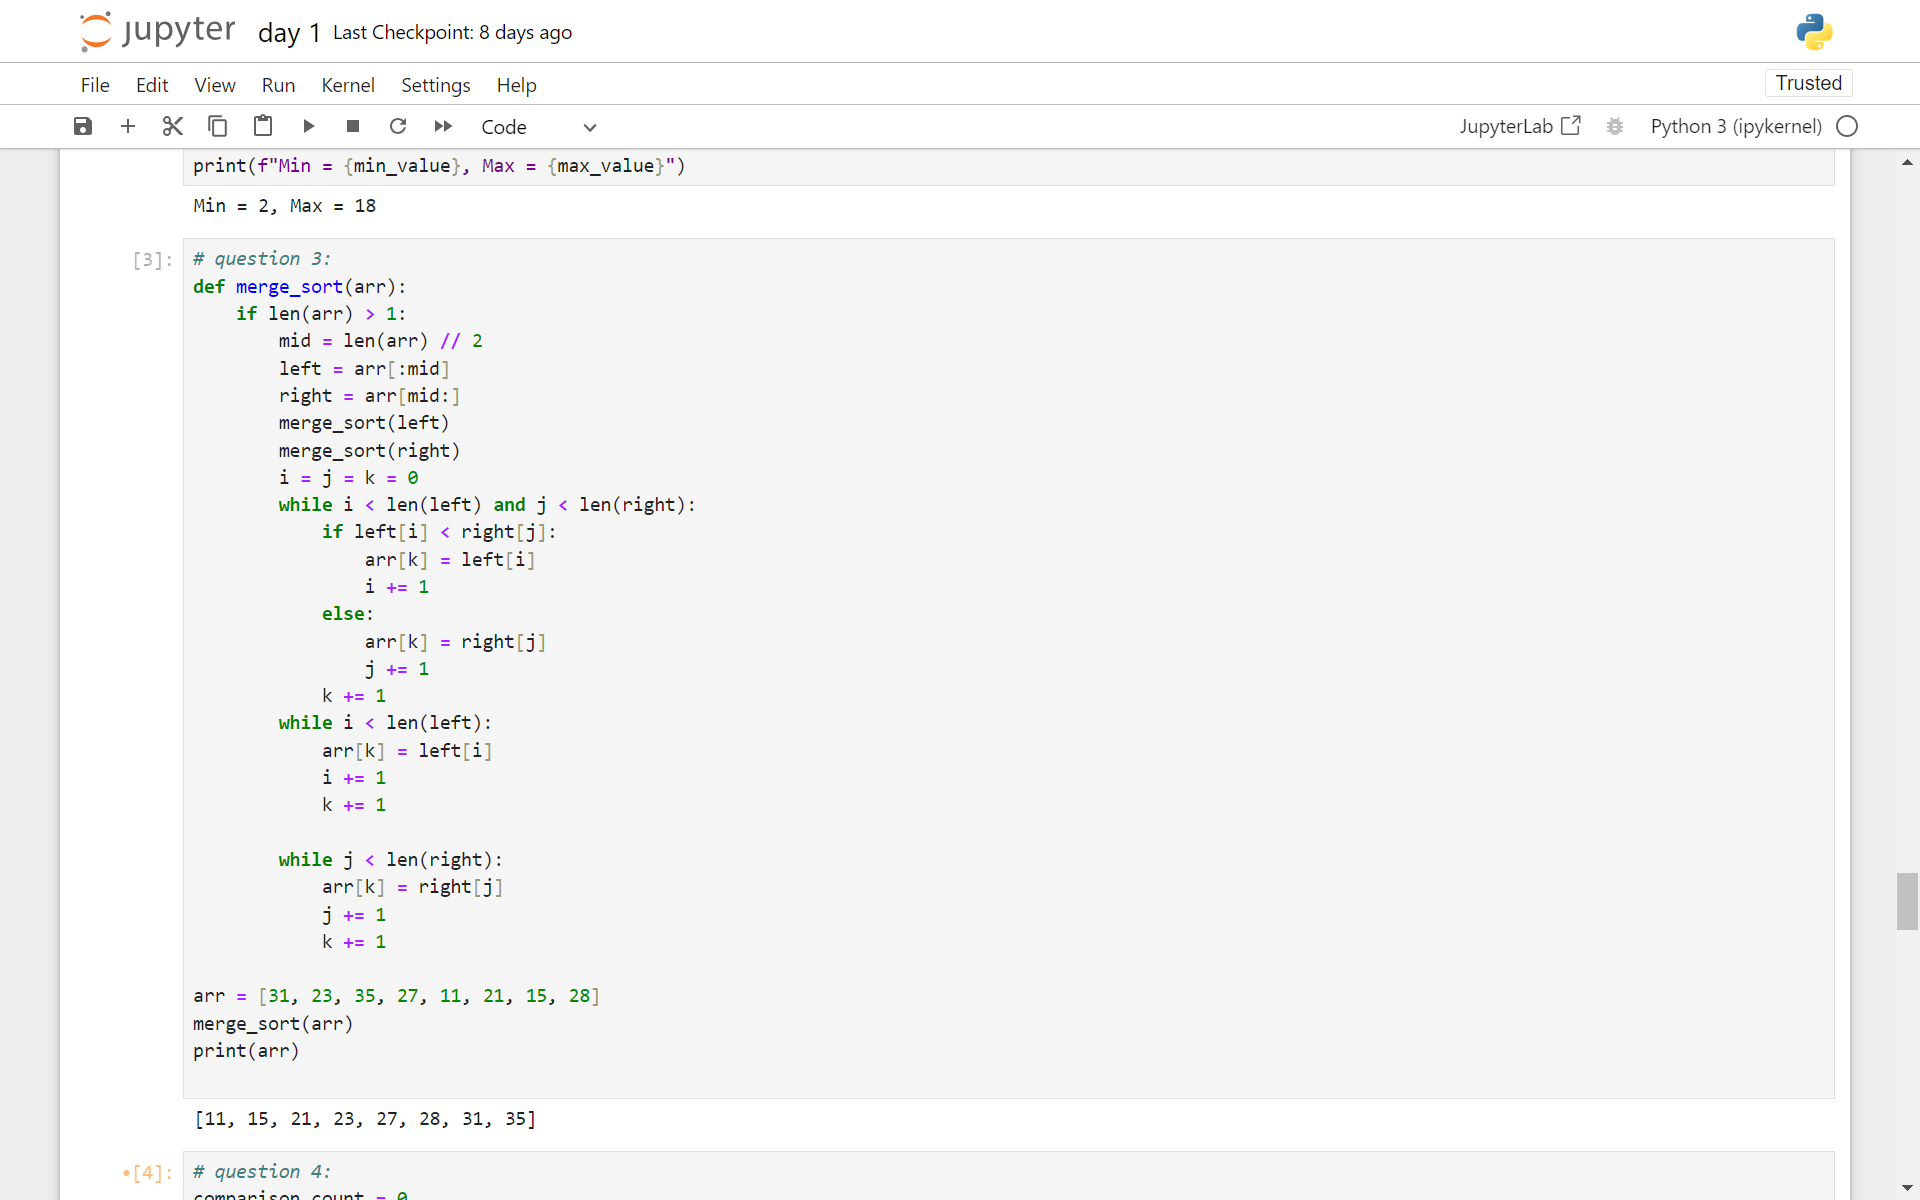 jupyter day 1 Last Checkpoint: 8 days ago
File Edit View Run Kernel Settings Help Trusted
Code JupyterLab Python 3 (ipykernel)
print(f"Min = {min_value}, Max = {max_value}")
Min = 2, Max = 18
[3]: # question 3:
def merge_sort(arr):
    if len(arr) > 1:
        mid = len(arr) // 2
        left = arr[:mid]
        right = arr[mid:]
        merge_sort(left)
        merge_sort(right)
        i = j = k = 0
        while i < len(left) and j < len(right):
            if left[i] < right[j]:
                arr[k] = left[i]
                i += 1
            else:
                arr[k] = right[j]
                j += 1
            k += 1
        while i < len(left):
            arr[k] = left[i]
            i += 1
            k += 1
        while j < len(right):
            arr[k] = right[j]
            j += 1
            k += 1
arr = [31, 23, 35, 27, 11, 21, 15, 28]
merge_sort(arr)
print(arr)
[11, 15, 21, 23, 27, 28, 31, 35]
•[4]: # question 4:
comparison_count = 0